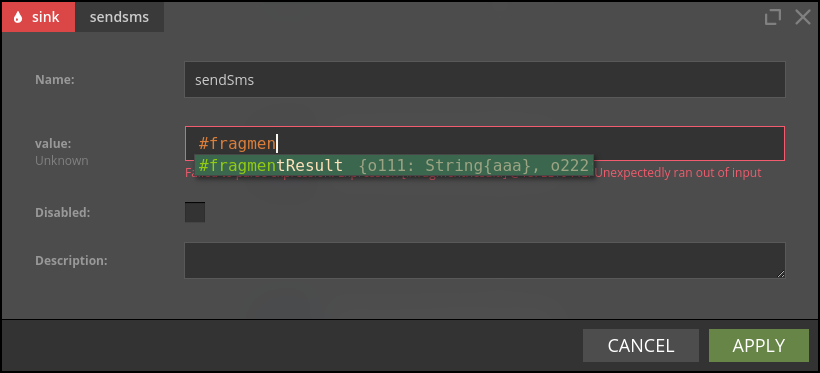 sink sendsms
Name: sendSms
value: #fragmen
Unknown
#fragmentResult {o111: String{aaa}, o222
Unexpectedly ran out of input
Disabled:
Description:
CANCEL APPLY